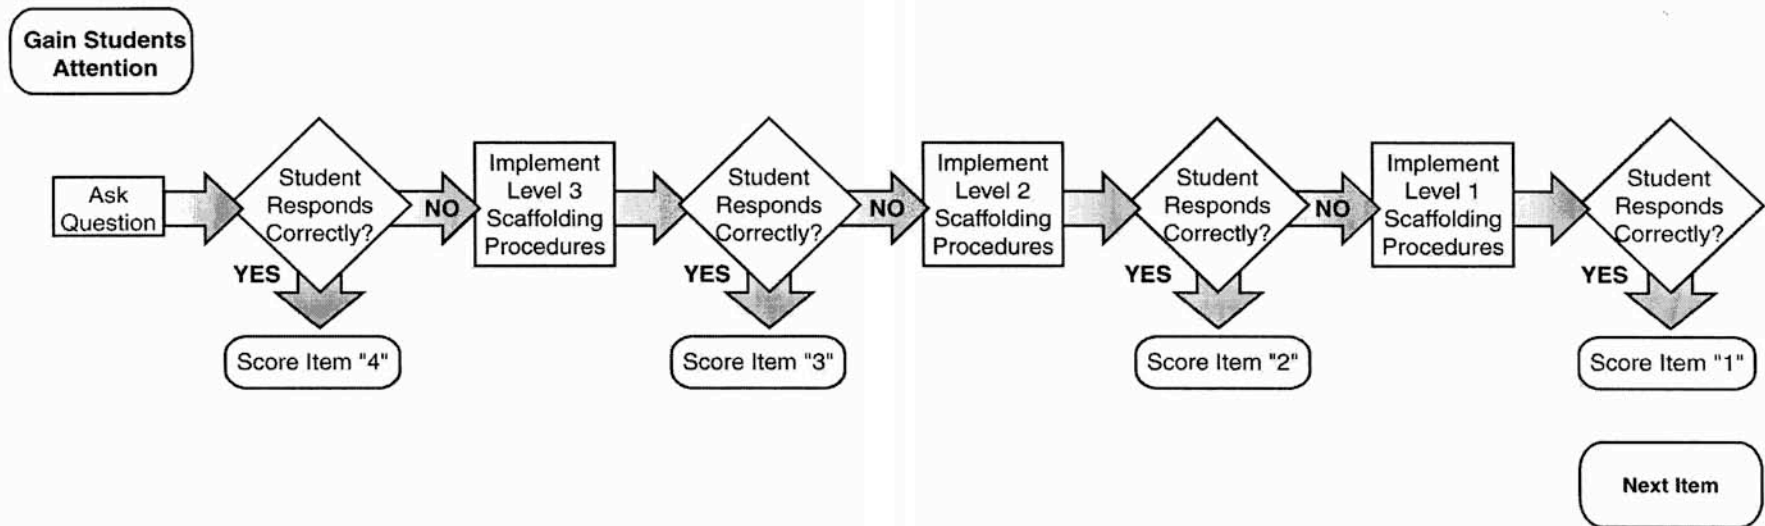 Gain Students
Attention
Ask
Question
Student
Responds
Correctly?
NO
YES
Score Item "4"
Implement
Level 3
Scaffolding
Procedures
Student
Responds
Correctly?
NO
YES
Score Item "3"
Implement
Level 2
Scaffolding
Procedures
Student
Responds
Correctly?
NO
YES
Score Item "2"
Implement
Level 1
Scaffolding
Procedures
Student
Responds
Correctly?
YES
Score Item "1"
Next Item